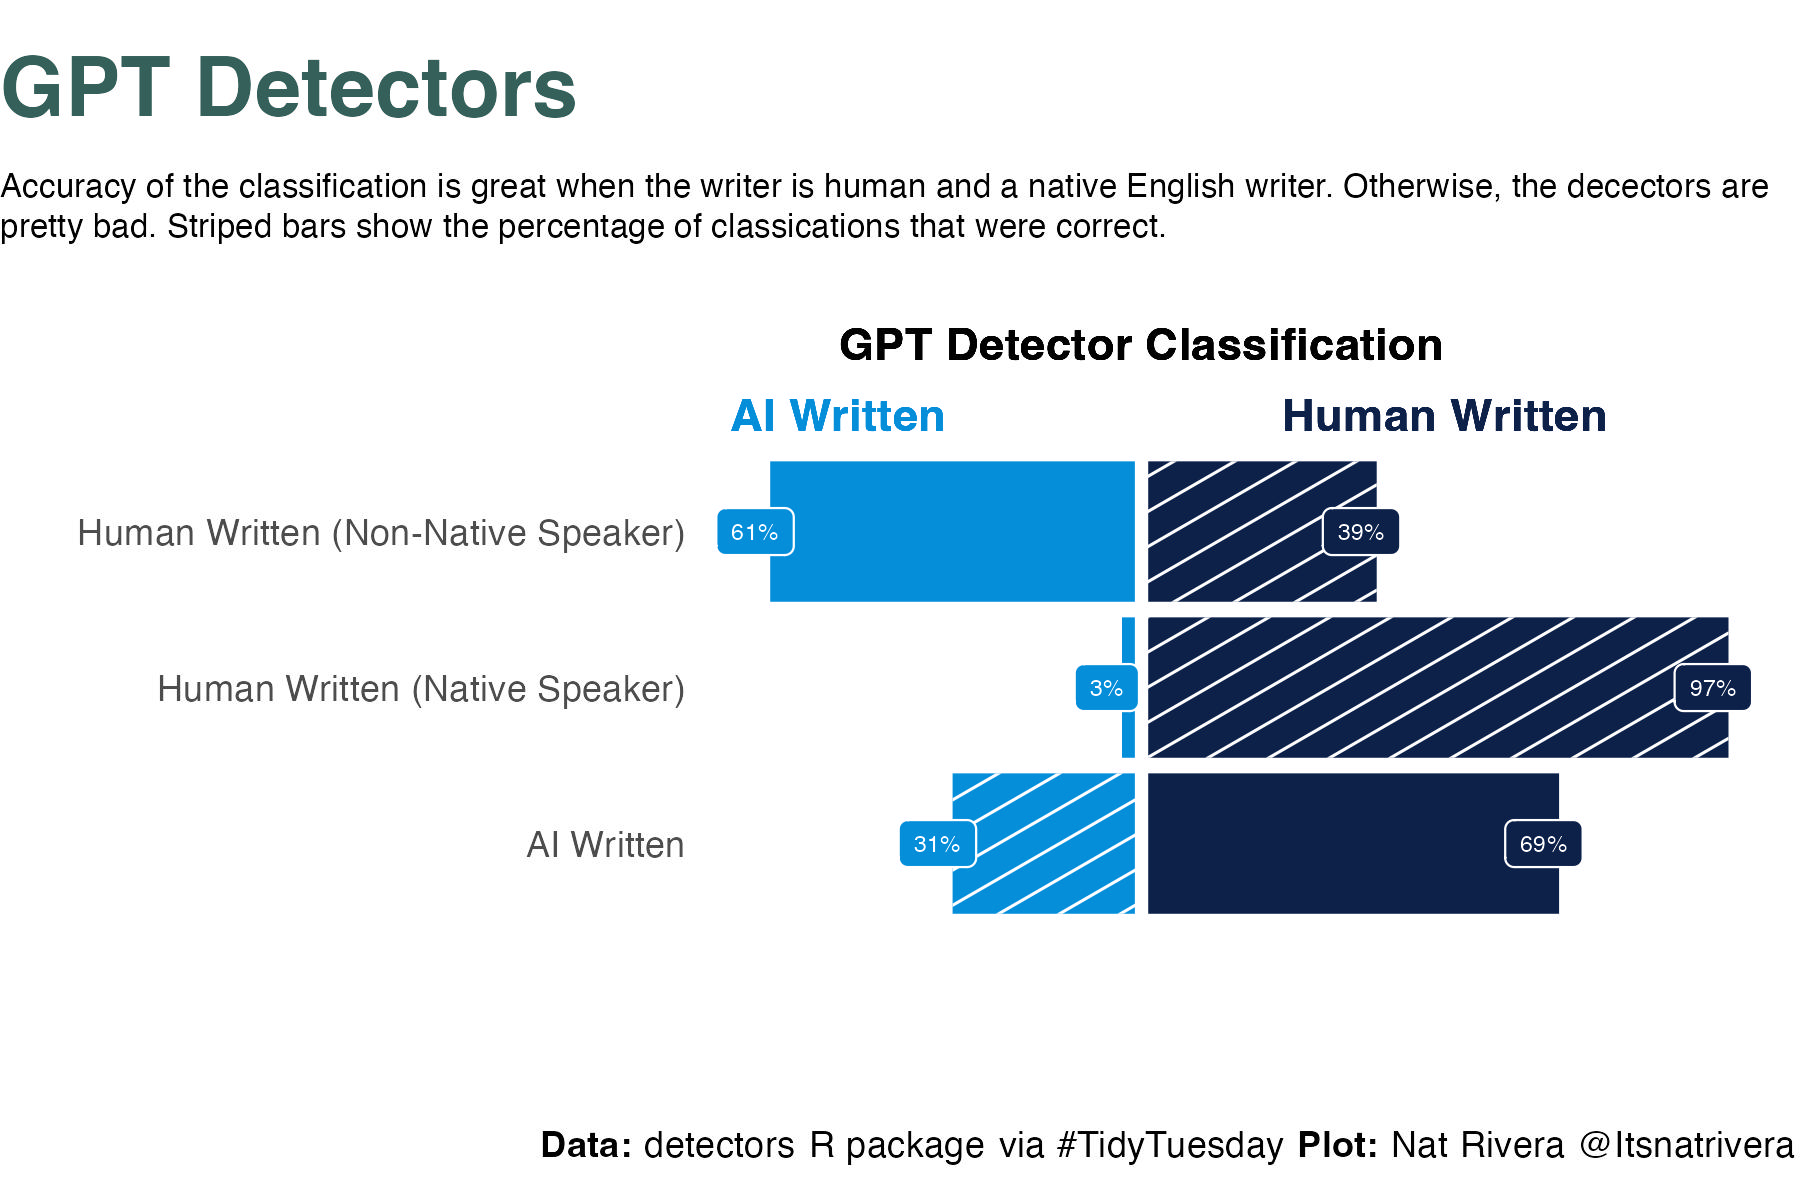 GPT Detectors
Accuracy of the classification is great when the writer is human and a native English writer. Otherwise, the decectors are
pretty bad. Striped bars show the percentage of classications that were correct.
GPT Detector Classification
AI Written Human Written
Human Written (Non-Native Speaker) 61% 39%
Human Written (Native Speaker) 3% 97%
AI Written 31% 69%
Data: detectors R package via #TidyTuesday Plot: Nat Rivera @Itsnatrivera